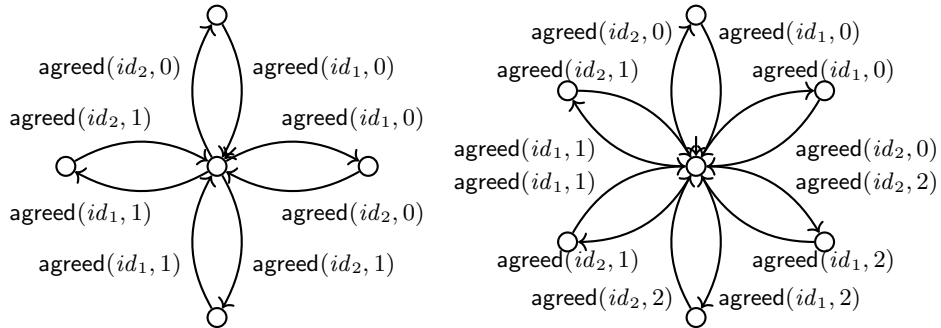 agreed(id₂, 0)
agreed(id₁, 0)
agreed(id₂, 1)
agreed(id₁, 0)
agreed(id₁, 1)
agreed(id₂, 0)
agreed(id₁, 1)
agreed(id₂, 1)
agreed(id₂, 0)
agreed(id₁, 0)
agreed(id₂, 1)
agreed(id₁, 0)
agreed(id₁, 1)
agreed(id₂, 0)
agreed(id₁, 1)
agreed(id₂, 2)
agreed(id₂, 1)
agreed(id₁, 2)
agreed(id₂, 2)
agreed(id₁, 2)